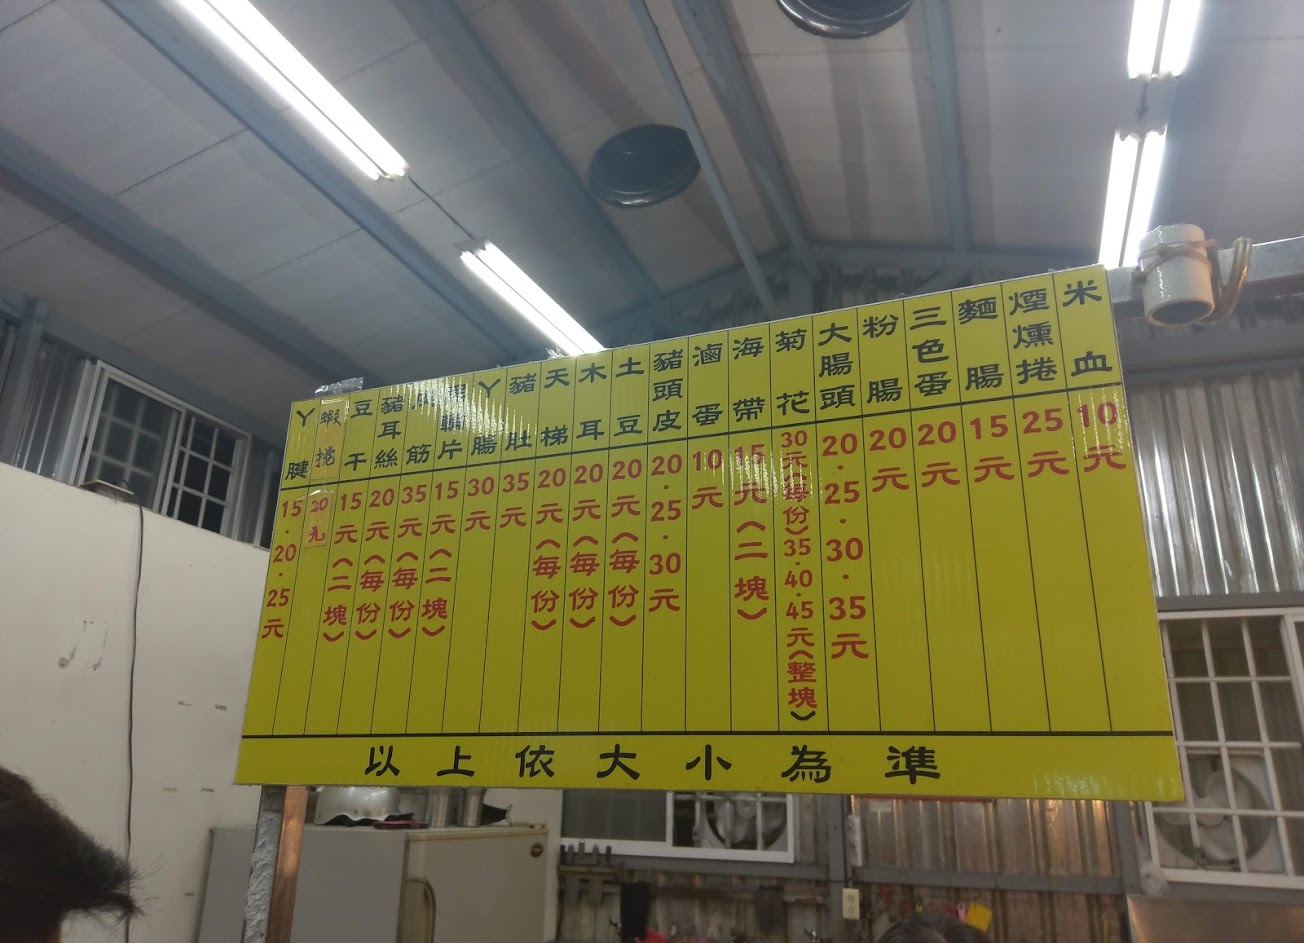 米血 10元
煙燻捲 25元
麵腸 15元
三色蛋 20元
粉腸 20元
大腸頭 20.25.30.35元
菊花 30元(每份)35.40.45元(整塊)
海帶 15元(二塊)
滷蛋 10元
豬頭皮 20.25.30元
土豆 20元(每份)
木耳 20元(每份)
天梯 20元(每份)
豬肚 35元
丫腸 30元
片 15元(二塊)
筋 35元(每份)
豬耳絲 20元(每份)
豆干 15元(二塊)
蝦捲 20元
丫腱 15.20.25元
以上依大小為準